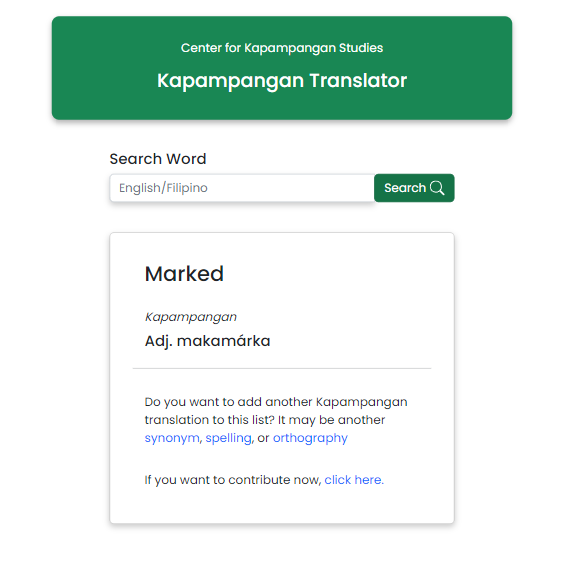 Center for Kapampangan Studies
Kapampangan Translator
Search Word
English/Filipino
Search
Marked
Kapampangan
Adj. makamárka
Do you want to add another Kapampangan
translation to this list? It may be another
synonym, spelling, or orthography
If you want to contribute now, click here.